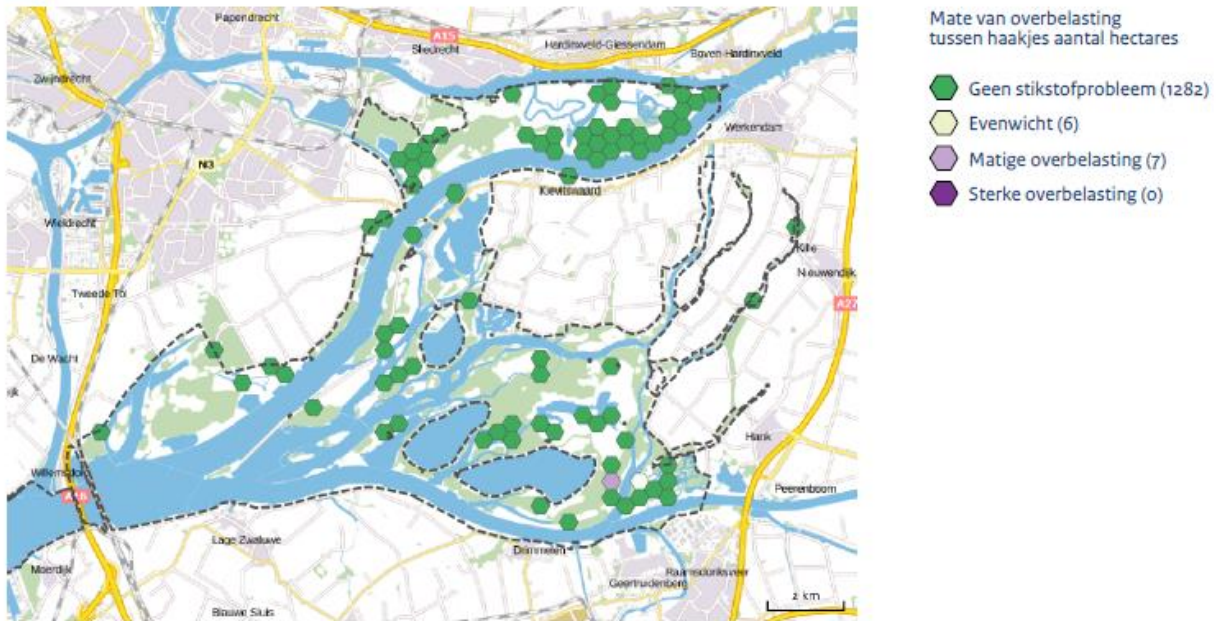 Mate van overbelasting
tussen haakjes aantal hectares
Geen stikstofprobleem (1282)
Evenwicht (6)
Matige overbelasting (7)
Sterke overbelasting (0)
Papendrecht
A15
Sliedrecht
Hardinxveld-Giessendam
Boven-Hardinxveld
Zwijndrecht
Werkendam
N3
Kievitswaard
Wieldrecht
Kille
Nieuwendijk
Tweede Tol
A27
De Wacht
Hank
Willemsdorp
A16
Peerenboom
Lage Zwaluwe
Drimmelen
Moerdijk
Raamsdonksveer
Geertruidenberg
2 km
Blauwe Sluis